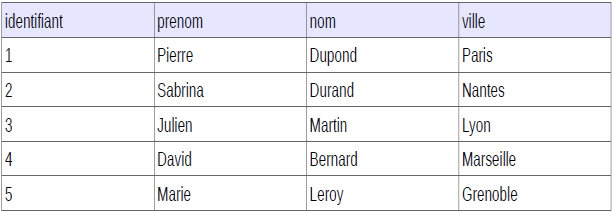 identifiant prenom nom ville
1 Pierre Dupond Paris
2 Sabrina Durand Nantes
3 Julien Martin Lyon
4 David Bernard Marseille
5 Marie Leroy Grenoble